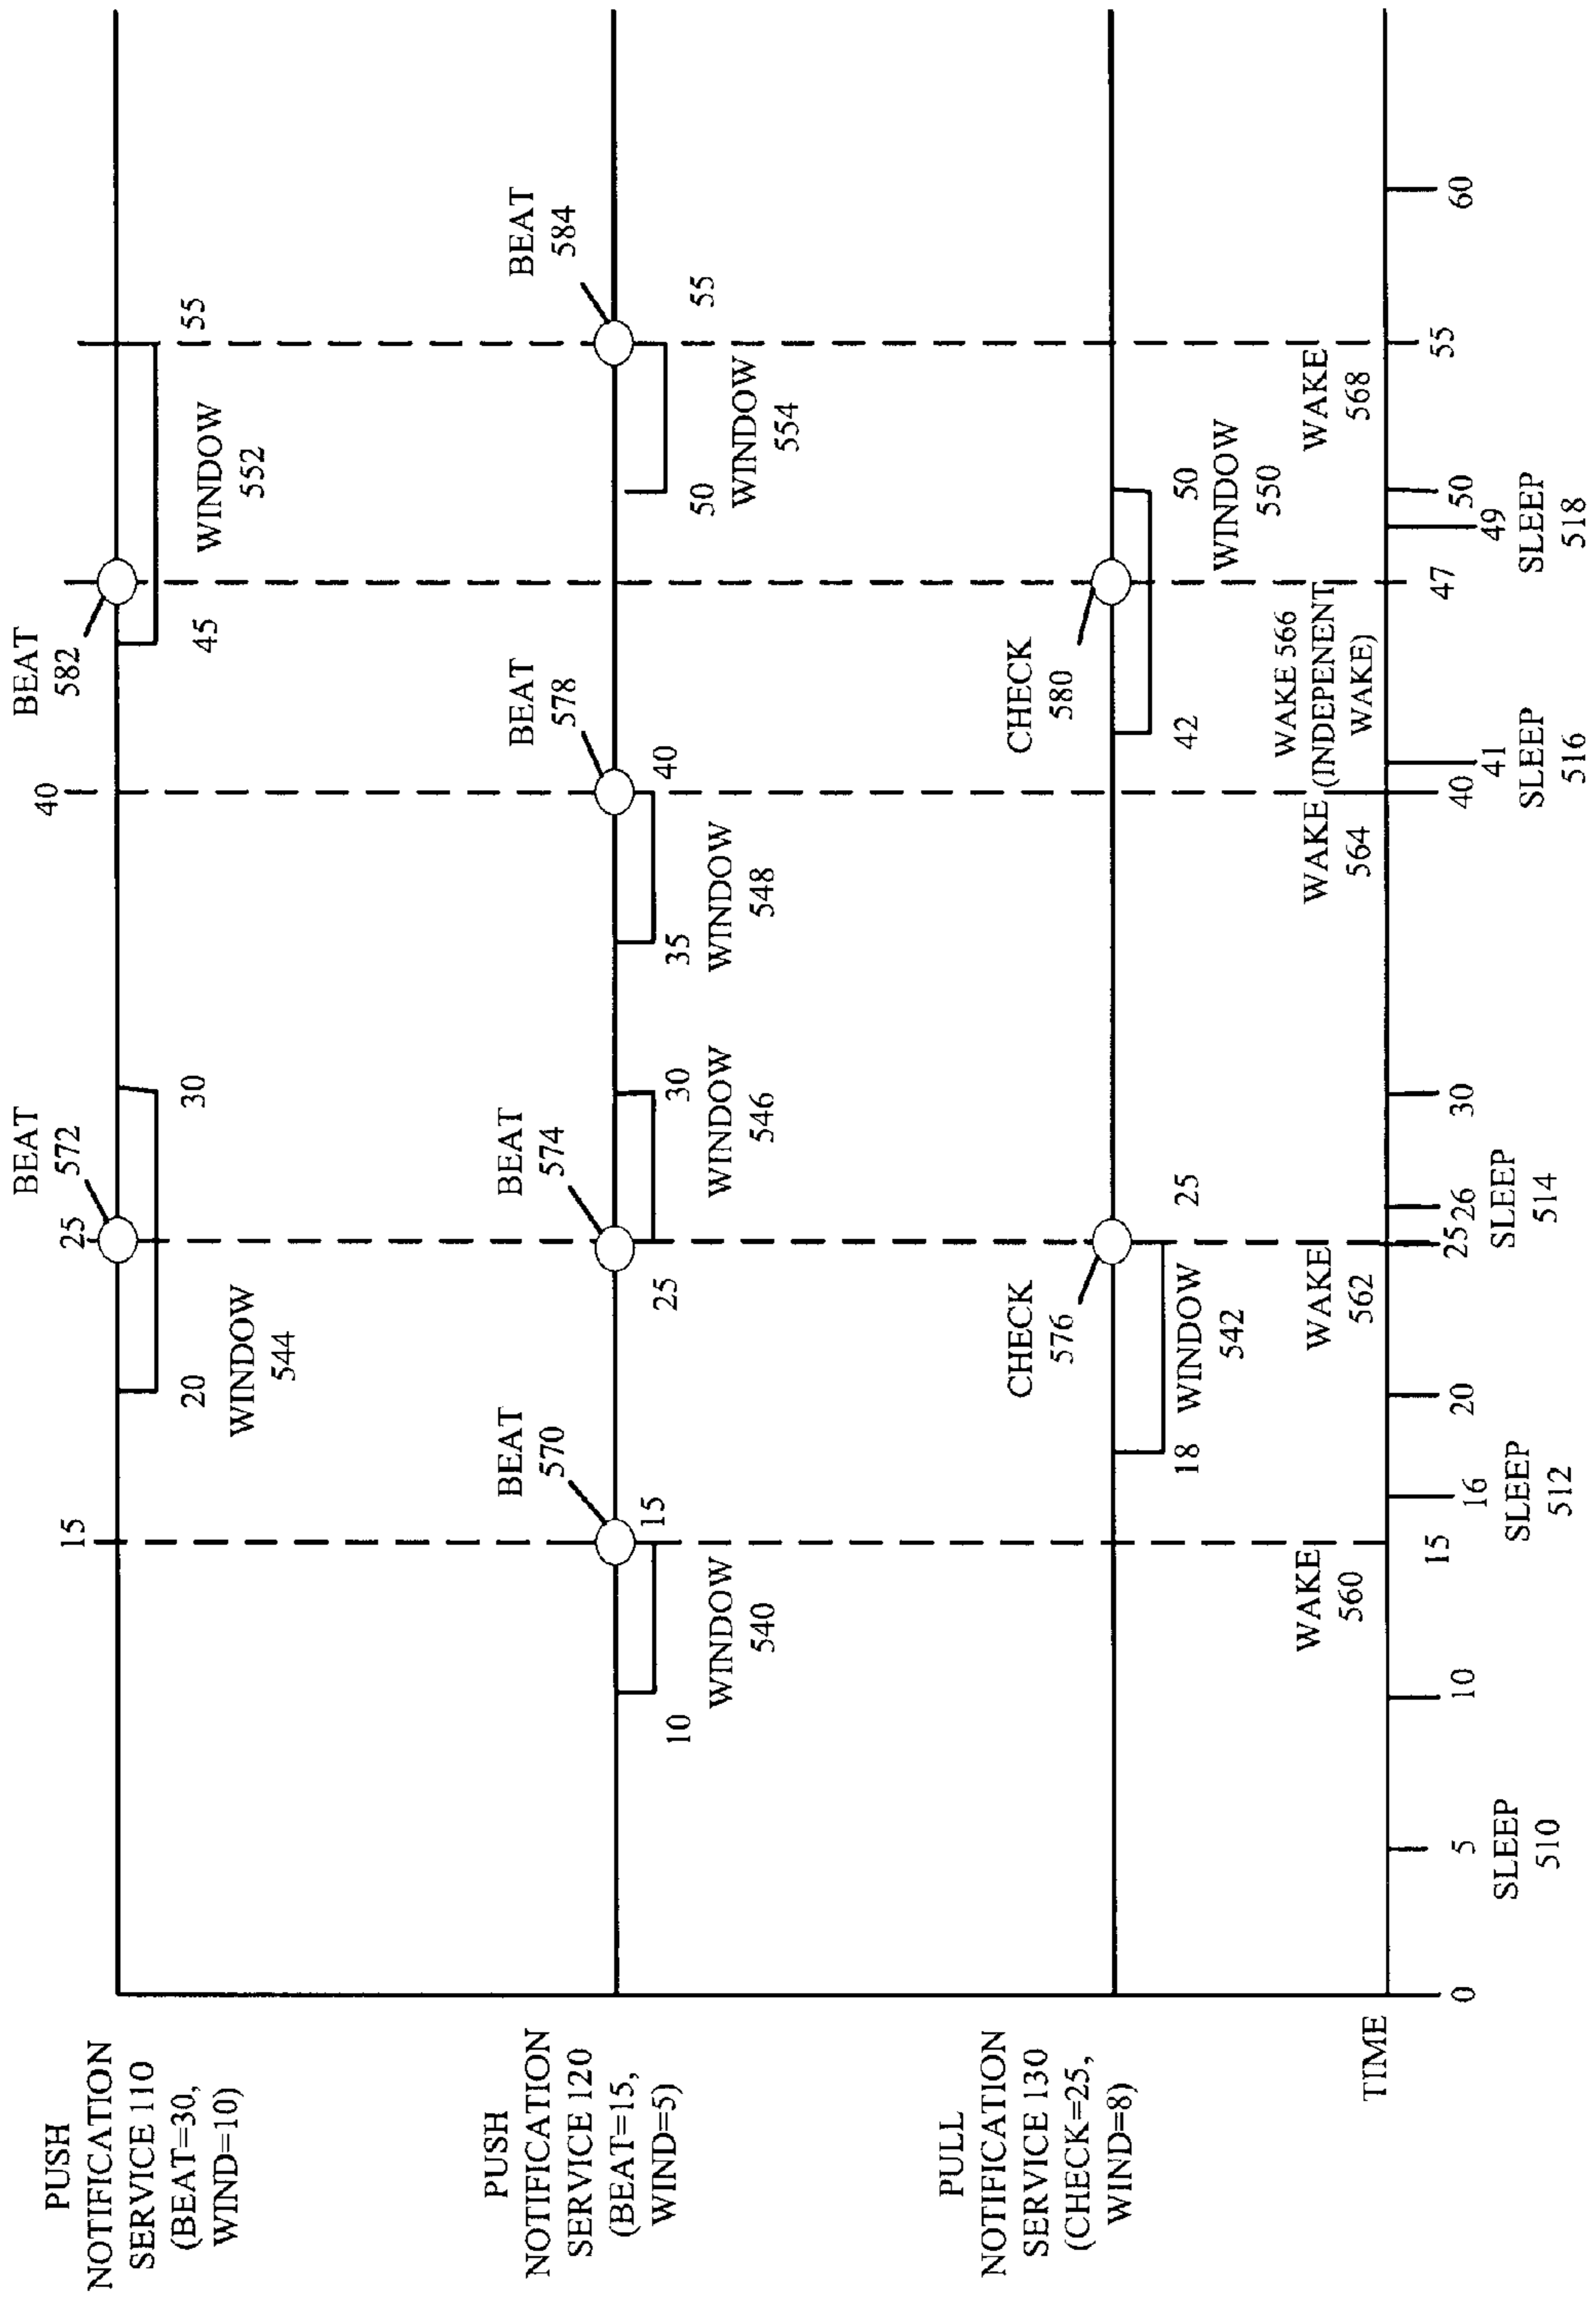 PUSH
NOTIFICATION
SERVICE 110
(BEAT=30,
WIND=10)
15
25
40
BEAT
572
BEAT
582
20
30
WINDOW
544
45
55
WINDOW
552
PUSH
NOTIFICATION
SERVICE 120
(BEAT=15,
WIND=5)
BEAT
570
BEAT
574
BEAT
578
BEAT
584
10
15
WINDOW
540
25
30
WINDOW
546
35
40
WINDOW
548
50
55
WINDOW
554
PULL
NOTIFICATION
SERVICE 130
(CHECK=25,
WIND=8)
CHECK
576
CHECK
580
18
25
WINDOW
542
42
50
WINDOW
550
WAKE
560
WAKE
562
WAKE
564
WAKE 566
(INDEPENENT
WAKE)
WAKE
568
TIME
0
5
10
15
16
20
25
26
30
40
41
47
49
50
55
60
SLEEP
510
SLEEP
512
SLEEP
514
SLEEP
516
SLEEP
518